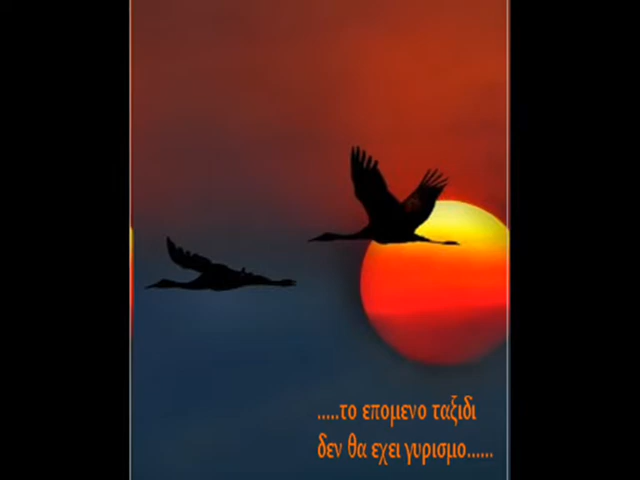 .....το επομενο ταξιδι
δεν θα εχει γυρισμο......